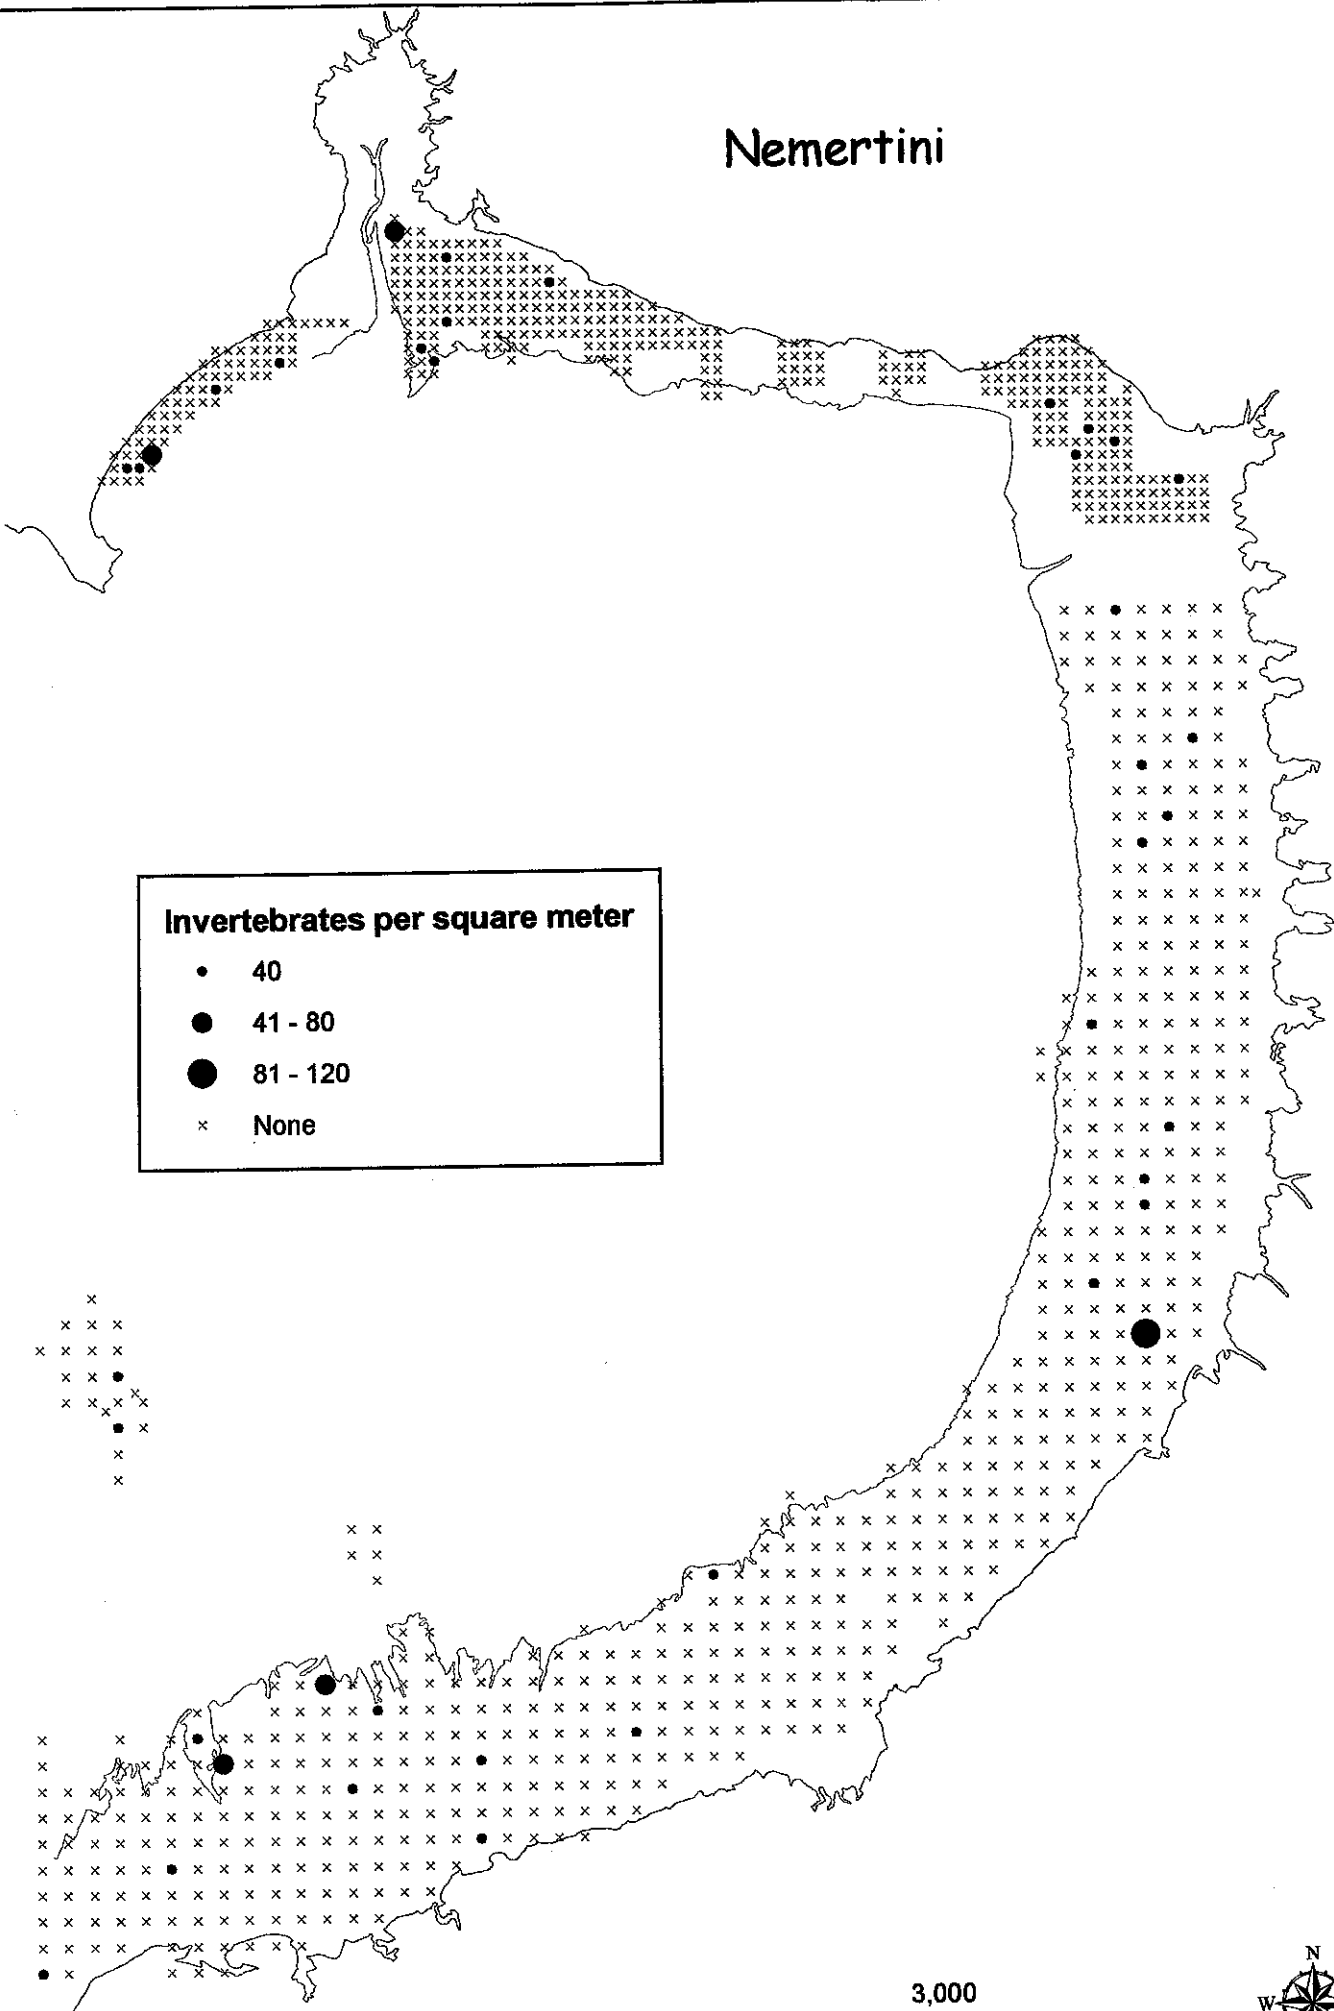 Nemertini
Invertebrates per square meter
40
41 - 80
81 - 120
None
3,000
N
W